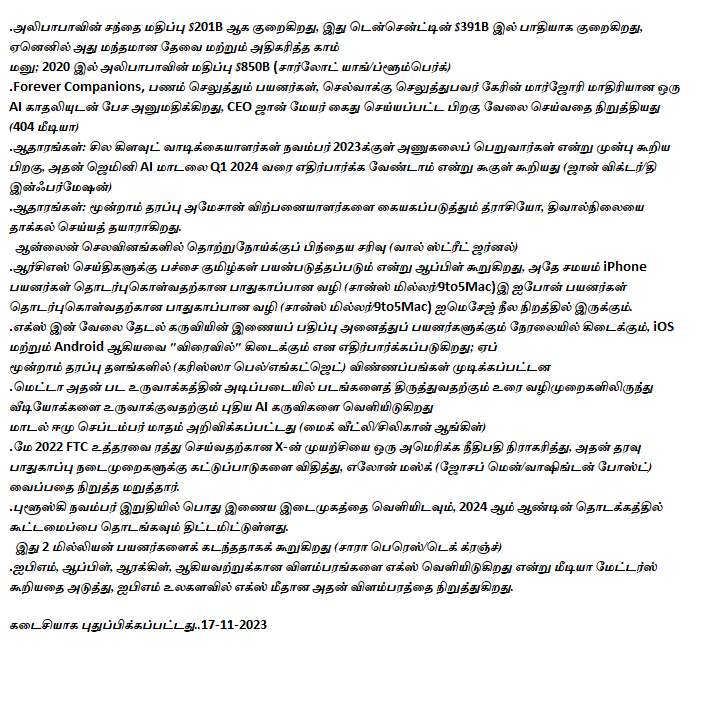 .அலிபாபாவின் சந்தை மதிப்பு $201B ஆக குறைகிறது, இது டென்சென்ட்டின் $391B இல் பாதியாக குறைகிறது,
ஏனெனில் அது மந்தமான தேவை மற்றும் அதிகரித்த காம்
மனு; 2020 இல் அலிபாபாவின் மதிப்பு $850B (சார்லோட் யாங்/ப்ளூம்பெர்க்)
.Forever Companions, பணம் செலுத்தும் பயனர்கள், செல்வாக்கு செலுத்துபவர் கேரின் மார்ஜோரி மாதிரியான ஒரு
AI காதலியுடன் பேச அனுமதிக்கிறது, CEO ஜான் மேயர் கைது செய்யப்பட்ட பிறகு வேலை செய்வதை நிறுத்தியது
(404 மீடியா)
.ஆதாரங்கள்: சில கிளவுட் வாடிக்கையாளர்கள் நவம்பர் 2023க்குள் அணுகலைப் பெறுவார்கள் என்று முன்பு கூறிய
பிறகு, அதன் ஜெமினி AI மாடலை Q1 2024 வரை எதிர்பார்க்க வேண்டாம் என்று கூகுள் கூறியது (ஜான் விக்டர்/தி
இன்ஃபர்மேஷன்)
.ஆதாரங்கள்: மூன்றாம் தரப்பு அமேசான் விற்பனையாளர்களை கையகப்படுத்தும் த்ராசியோ, திவால்நிலையை
தாக்கல் செய்யத் தயாராகிறது.
ஆன்லைன் செலவினங்களில் தொற்றுநோய்க்குப் பிந்தைய சரிவு (வால் ஸ்ட்ரீட் ஜர்னல்)
.ஆர்சிஎஸ் செய்திகளுக்கு பச்சை குமிழ்கள் பயன்படுத்தப்படும் என்று ஆப்பிள் கூறுகிறது, அதே சமயம் iPhone
பயனர்கள் தொடர்புகொள்வதற்கான பாதுகாப்பான வழி (சான்ஸ் மில்லர்/9to5Mac)இ ஐபோன் பயனர்கள்
தொடர்புகொள்வதற்கான பாதுகாப்பான வழி (சான்ஸ் மில்லர்/9to5Mac) ஐமெசேஜ் நீல நிறத்தில் இருக்கும்.
.எக்ஸ் இன் வேலை தேடல் கருவியின் இணையப் பதிப்பு அனைத்துப் பயனர்களுக்கும் நேரலையில் கிடைக்கும், iOS
மற்றும் Android ஆகியவை "விரைவில்" கிடைக்கும் என எதிர்பார்க்கப்படுகிறது; ஏப்
மூன்றாம் தரப்பு தளங்களில் (கரிஸ்ஸா பெல்/எங்கட்ஜெட்) விண்ணப்பங்கள் முடிக்கப்பட்டன
.மெட்டா அதன் பட உருவாக்கத்தின் அடிப்படையில் படங்களைத் திருத்துவதற்கும் உரை வழிமுறைகளிலிருந்து
வீடியோக்களை உருவாக்குவதற்கும் புதிய AI கருவிகளை வெளியிடுகிறது
மாடல் ஈமு செப்டம்பர் மாதம் அறிவிக்கப்பட்டது (மைக் வீட்லி/சிலிகான் ஆங்கிள்)
.மே 2022 FTC உத்தரவை ரத்து செய்வதற்கான X-ன் முயற்சியை ஒரு அமெரிக்க நீதிபதி நிராகரித்து, அதன் தரவு
பாதுகாப்பு நடைமுறைகளுக்கு கட்டுப்பாடுகளை விதித்து, எலோன் மஸ்க் (ஜோசப் மென்/வாஷிங்டன் போஸ்ட்)
வைப்பதை நிறுத்த மறுத்தார்.
.புளூஸ்கி நவம்பர் இறுதியில் பொது இணைய இடைமுகத்தை வெளியிடவும், 2024 ஆம் ஆண்டின் தொடக்கத்தில்
கூட்டமைப்பை தொடங்கவும் திட்டமிட்டுள்ளது.
இது 2 மில்லியன் பயனர்களைக் கடந்ததாகக் கூறுகிறது (சாரா பெரெஸ்/டெக் க்ரஞ்ச்)
.ஐபிஎம், ஆப்பிள், ஆரக்கிள், ஆகியவற்றுக்கான விளம்பரங்களை எக்ஸ் வெளியிடுகிறது என்று மீடியா மேட்டர்ஸ்
கூறியதை அடுத்து, ஐபிஎம் உலகளவில் எக்ஸ் மீதான அதன் விளம்பரத்தை நிறுத்துகிறது.
கடைசியாக புதுப்பிக்கப்பட்டது..17-11-2023